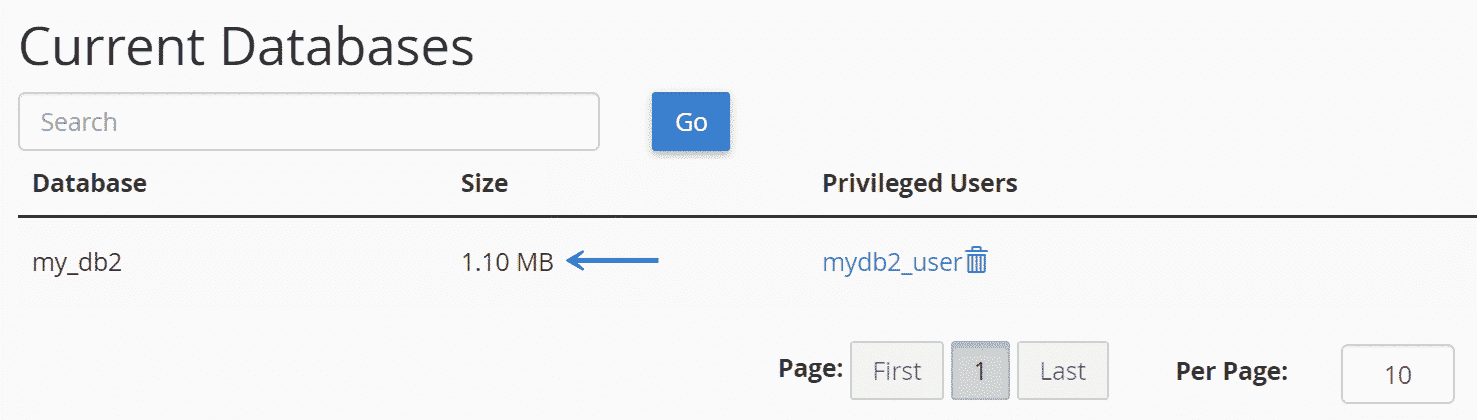 Current Databases
Search Go
Database Size Privileged Users
my_db2 1.10 MB mydb2_user
Page: First 1 Last Per Page: 10